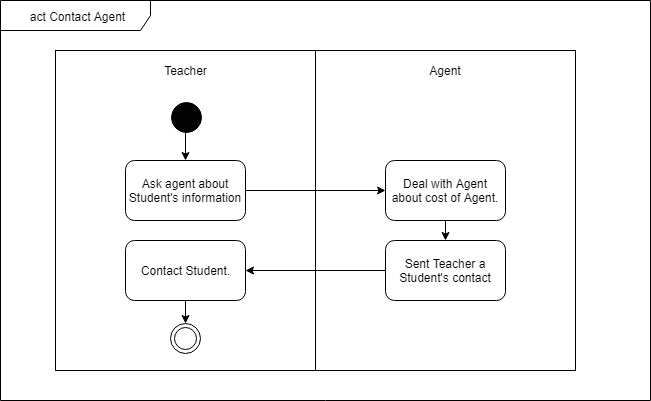 act Contact Agent
Teacher
Agent
Ask agent about
Student's information
Deal with Agent
about cost of Agent.
Contact Student.
Sent Teacher a
Student's contact